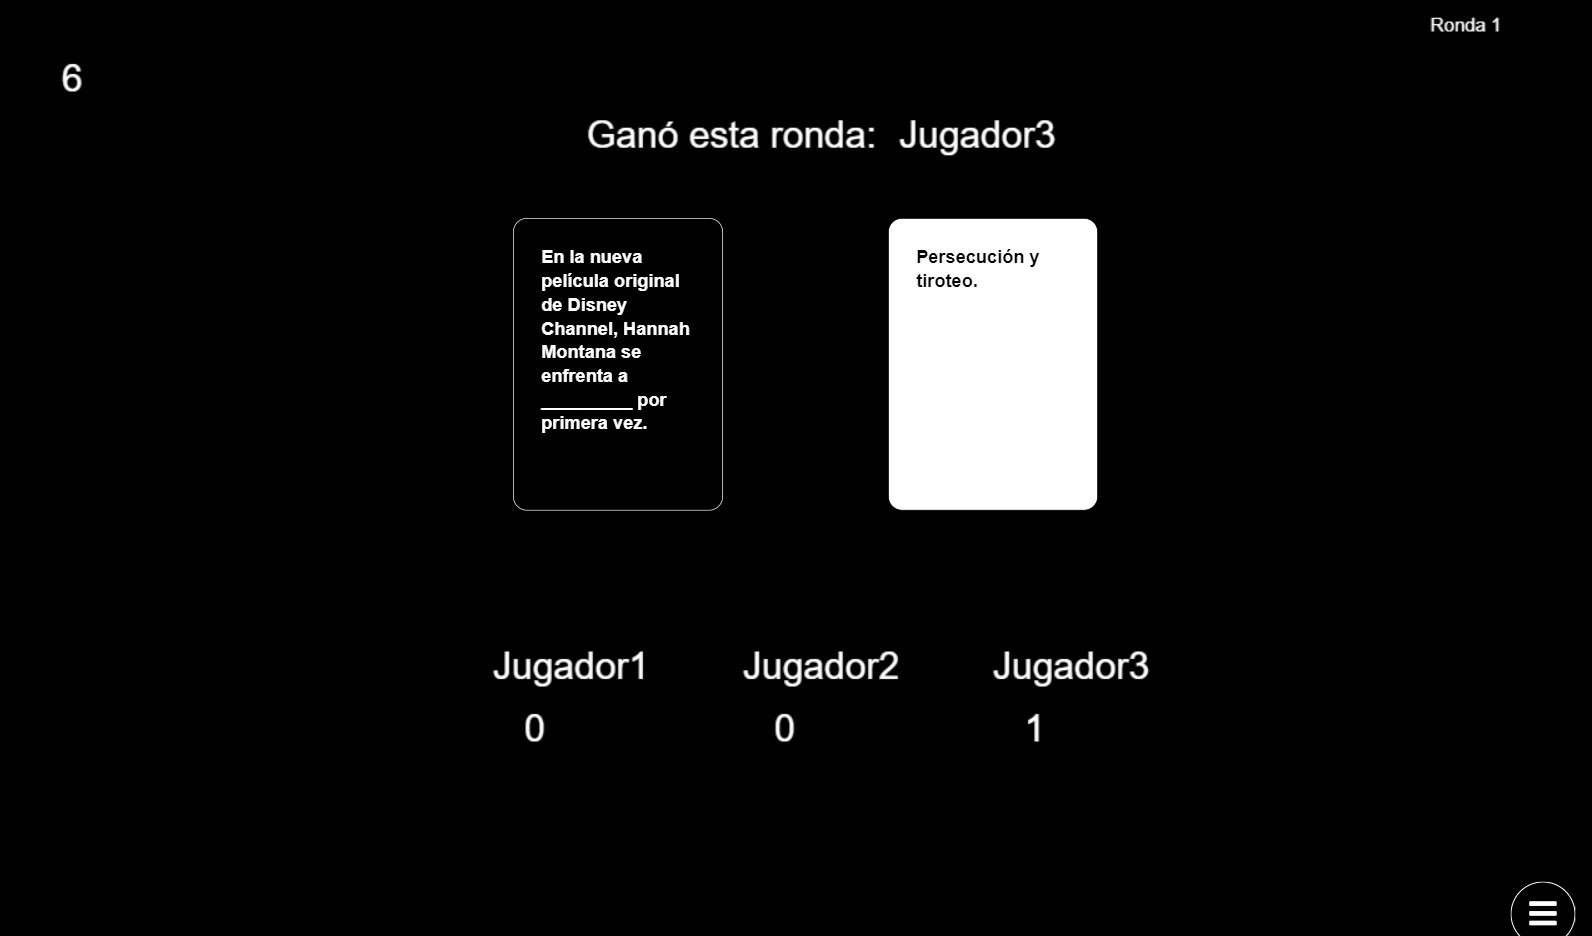 Ronda 1
6
Ganó esta ronda: Jugador3
En la nueva
película original
de Disney
Channel, Hannah
Montana se
enfrenta a
_________ por
primera vez.
Persecución y
tiroteo.
Jugador1 Jugador2 Jugador3
0 0 1